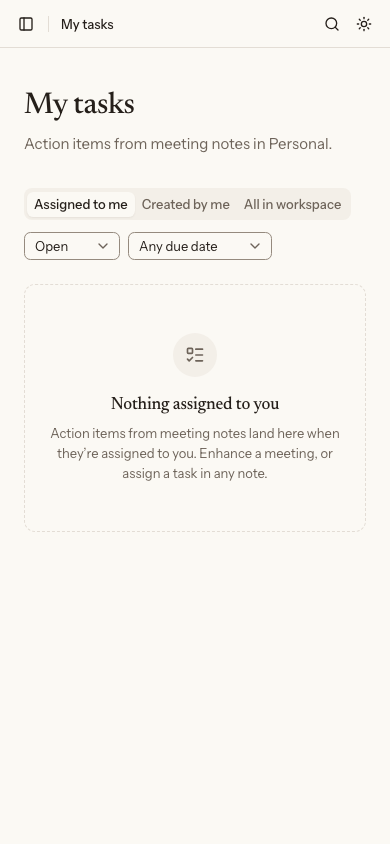 My tasks
My tasks
Action items from meeting notes in Personal.
Assigned to me Created by me All in workspace
Open Any due date
Nothing assigned to you
Action items from meeting notes land here when
they’re assigned to you. Enhance a meeting, or
assign a task in any note.